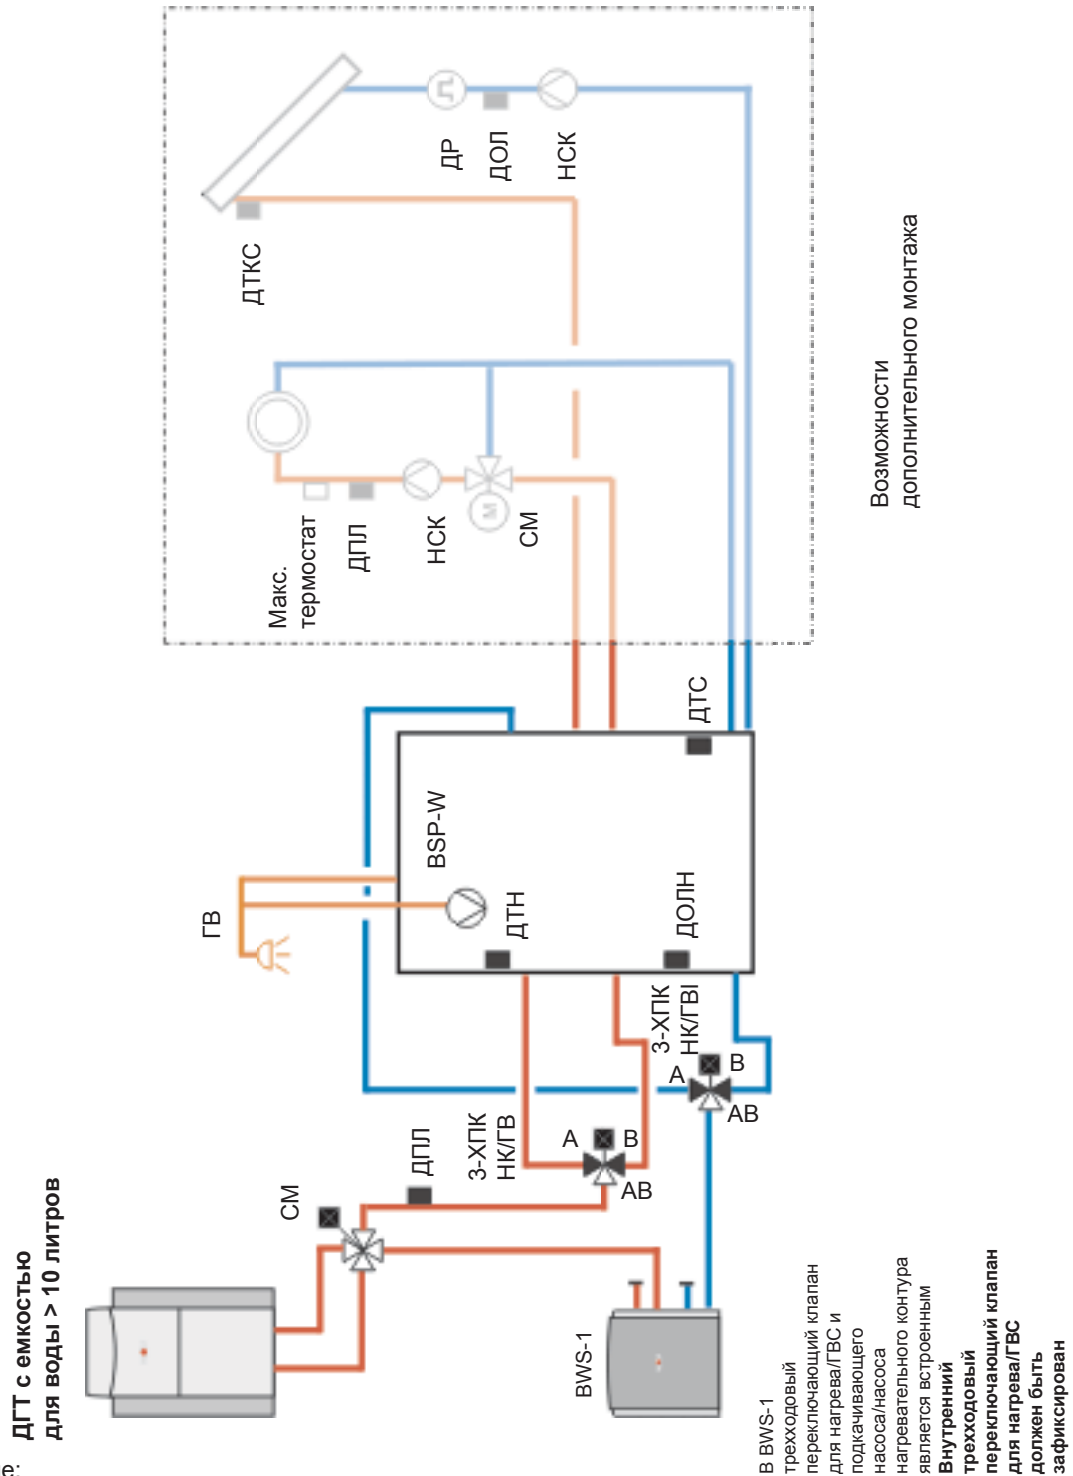 ДГТ с емкостью
для воды > 10 литров
СМ
ДПЛ
3-ХПК
НК/ГВ
A
B
AB
BWS-1
ГВ
BSP-W
ДТН
ДОЛН
ДТС
3-ХПК
НК/ГВI
A
B
AB
Макс.
термостат
ДПЛ
НСК
СМ
M
ДТКС
ДР
ДОЛ
НСК
Возможности
дополнительного монтажа
В BWS-1
трехходовый
переключающий клапан
для нагрева/ГВС и
подкачивающего
насоса/насоса
нагревательного контура
является встроенным
Внутренний
трехходовый
переключающий клапан
для нагрева/ГВС
должен быть
зафиксирован
е: